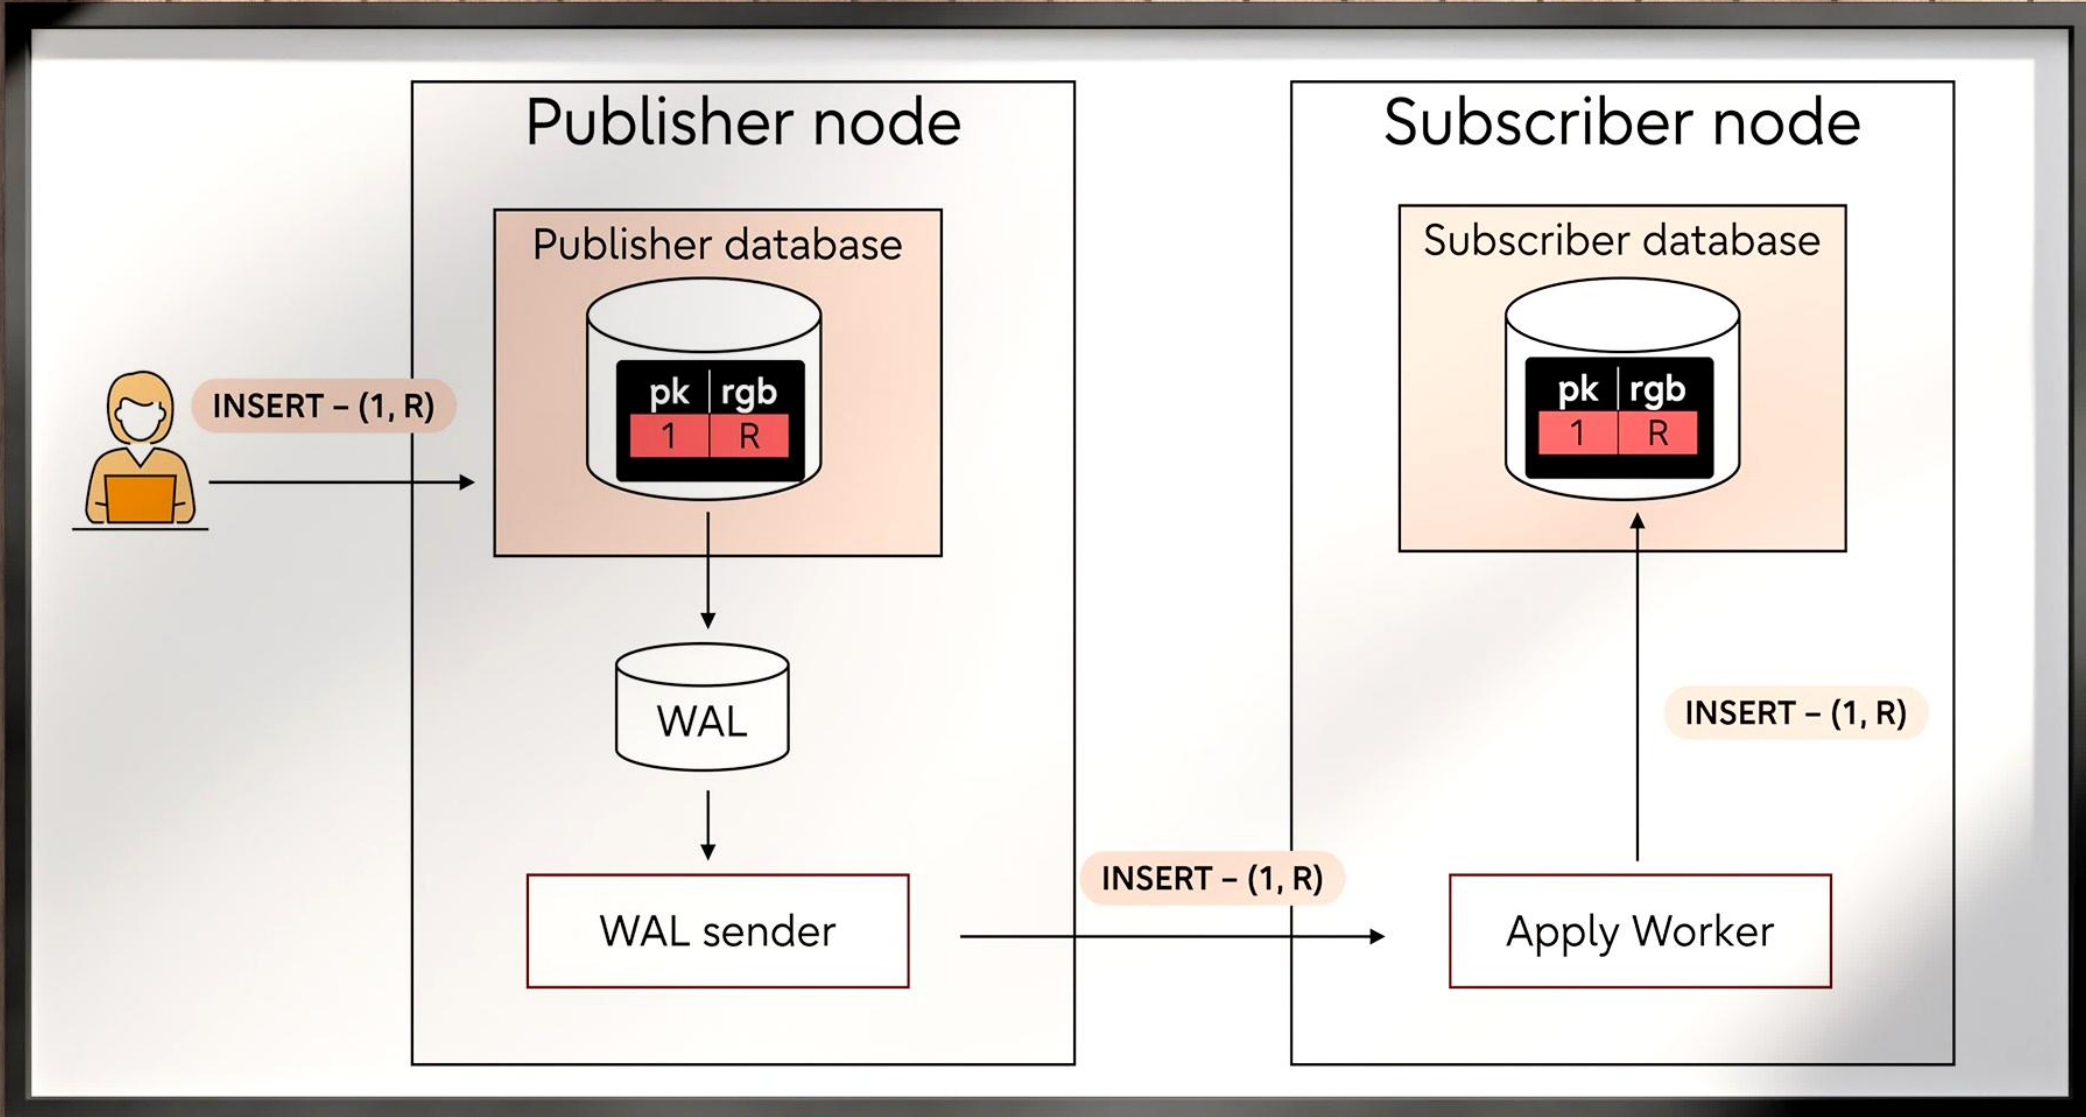 Publisher node
Publisher database
pk rgb
1 R
INSERT – (1, R)
WAL
WAL sender
INSERT – (1, R)
Subscriber node
Subscriber database
pk rgb
1 R
INSERT – (1, R)
Apply Worker